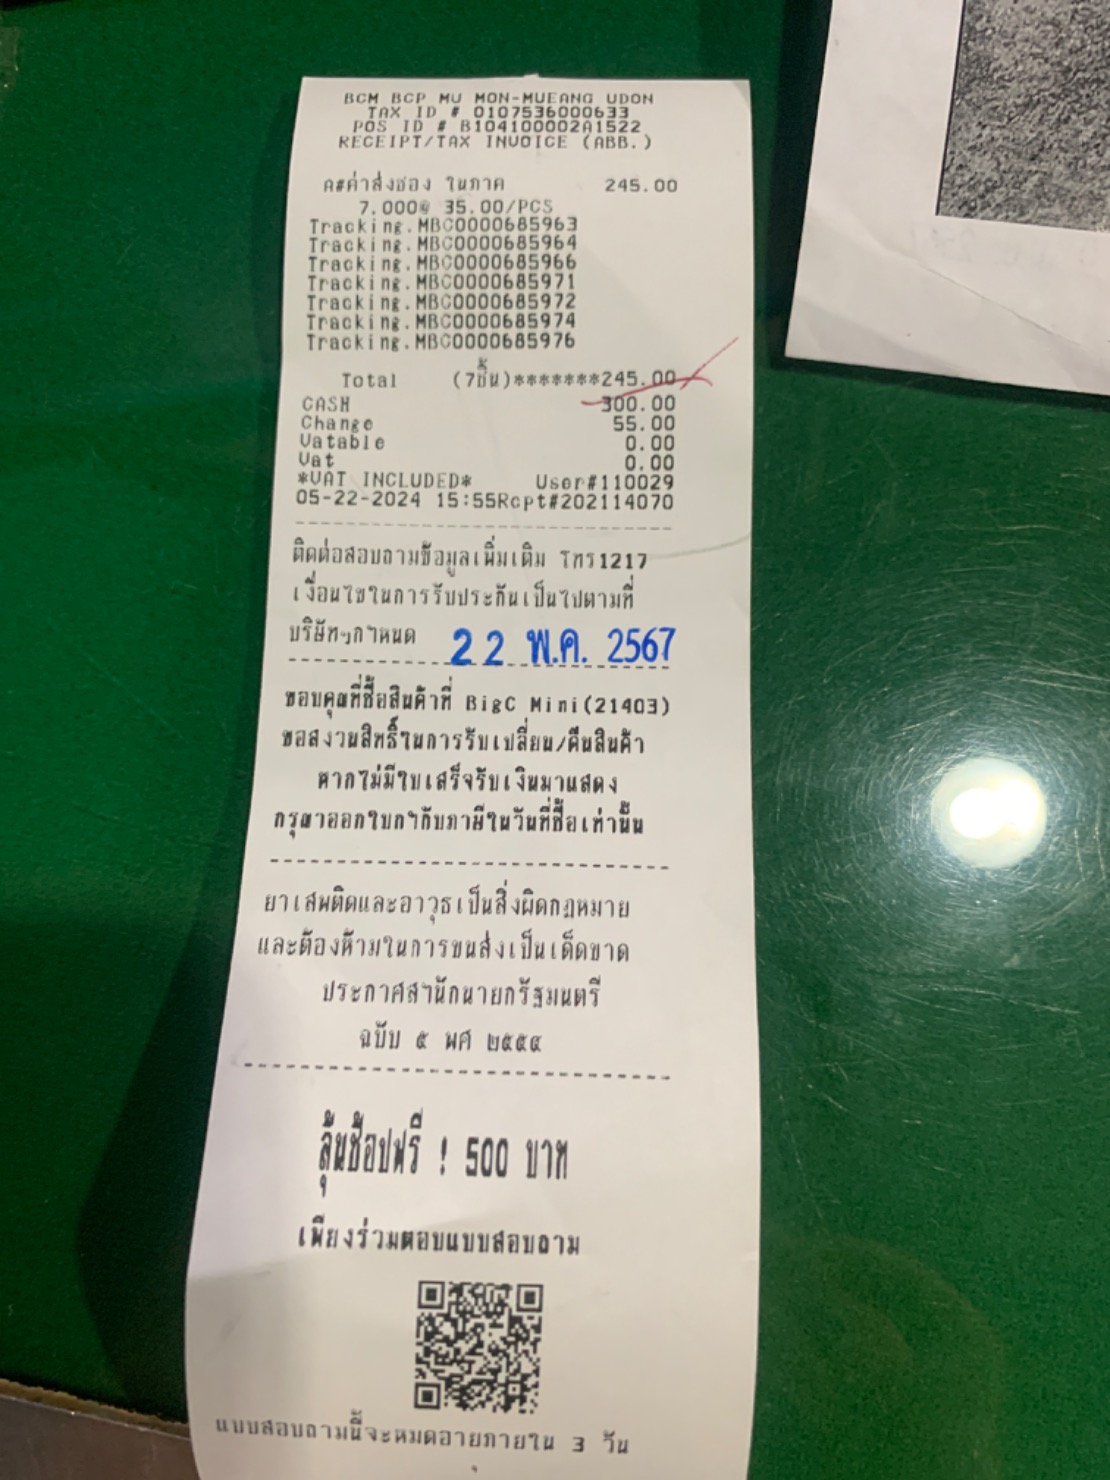 BCM BCP MU MON-MUEANG UDON
TAX ID # 0107536000633
POS ID # B104100002A1522
RECEIPT/TAX INVOICE (ABB.)
A#ค่าส่งซอง ในภาค 245.00
7.000@ 35.00/PCS
Tracking.MBC0000685963
Tracking.MBC0000685964
Tracking.MBC0000685966
Tracking.MBC0000685971
Tracking.MBC0000685972
Tracking.MBC0000685974
Tracking.MBC0000685976
Total (7ชิ้น)*******245.00
CASH 300.00
Change 55.00
Vatable 0.00
Vat 0.00
*VAT INCLUDED* User#110029
05-22-2024 15:55Rcpt#202114070
ติดต่อสอบถามข้อมูลเพิ่มเติม โทร1217
เงื่อนไขในการรับประกันเป็นไปตามที่
บริษัทฯกำหนด 22 พ.ค. 2567
ขอบคุณที่ซื้อสินค้าที่ BigC Mini(21403)
ขอสงวนสิทธิ์ในการรับเปลี่ยน/คืนสินค้า
หากไม่มีใบเสร็จรับเงินมาแสดง
กรุณาออกใบกำกับภาษีในวันที่ซื้อเท่านั้น
ยาเสพติดและอาวุธเป็นสิ่งผิดกฎหมาย
และต้องห้ามในการขนส่งเป็นเด็ดขาด
ประกาศสำนักนายกรัฐมนตรี
ฉบับ ๕ พศ ๒๕๕๔
ลุ้นช้อปฟรี ! 500 บาท
เพียงร่วมตอบแบบสอบถาม
แบบสอบถามนี้จะหมดอายุภายใน 3 วัน